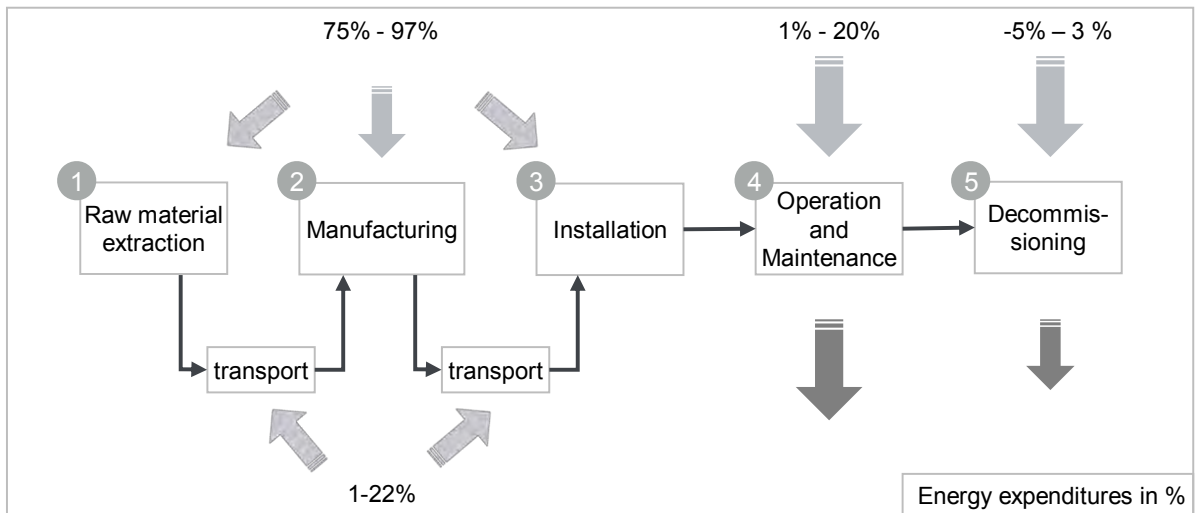 75% - 97%
1% - 20%
-5% – 3 %
1
Raw material
extraction
2
Manufacturing
3
Installation
4
Operation
and
Maintenance
5
Decommis-
sioning
transport
transport
1-22%
Energy expenditures in %